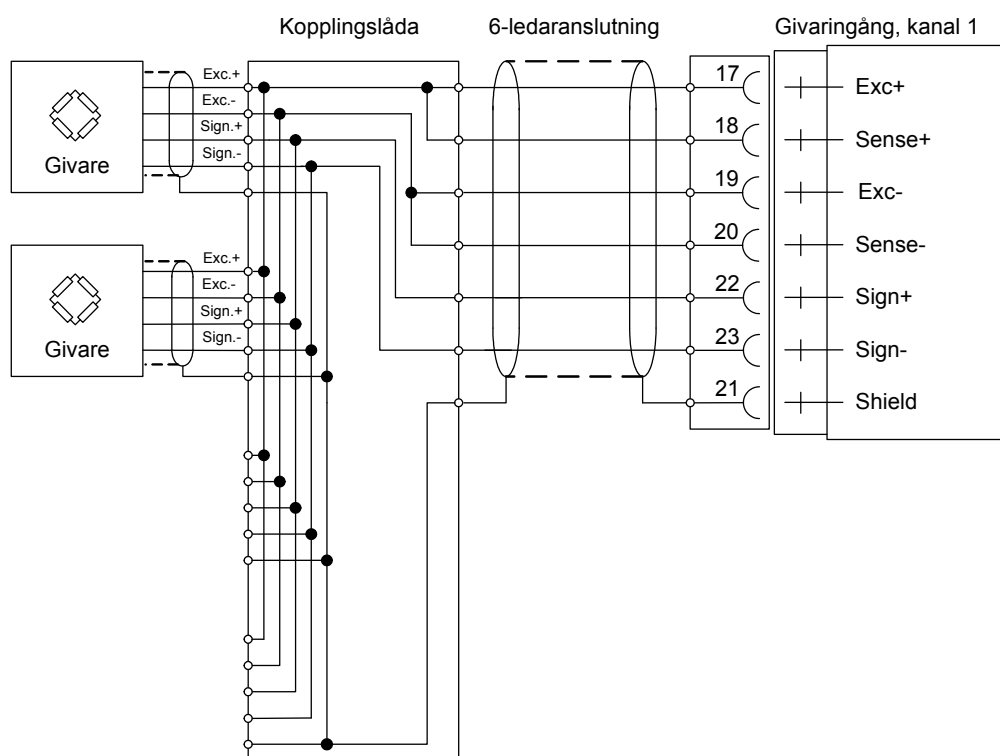 Kopplingslåda
6-ledaranslutning
Givaringång, kanal 1
Exc.+
Exc.-
Sign.+
Sign.-
Givare
Exc.+
Exc.-
Sign.+
Sign.-
Givare
17
Exc+
18
Sense+
19
Exc-
20
Sense-
22
Sign+
23
Sign-
21
Shield